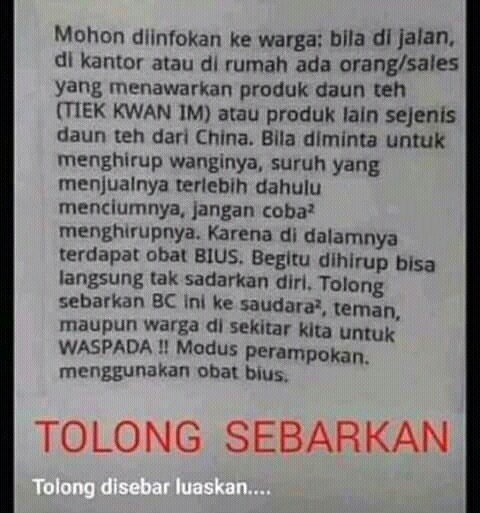 Mohon diinfokan ke warga: bila di jalan,
di kantor atau di rumah ada orang/sales
yang menawarkan produk daun teh
(TIEK KWAN IM) atau produk lain sejenis
daun teh dari China. Bila diminta untuk
menghirup wanginya, suruh yang
menjualnya terlebih dahulu
menciumnya, jangan coba²
menghirupnya. Karena di dalamnya
terdapat obat BIUS. Begitu dihirup bisa
langsung tak sadarkan diri. Tolong
sebarkan BC ini ke saudara², teman,
maupun warga di sekitar kita untuk
WASPADA !! Modus perampokan.
menggunakan obat bius.
TOLONG SEBARKAN
Tolong disebar luaskan....